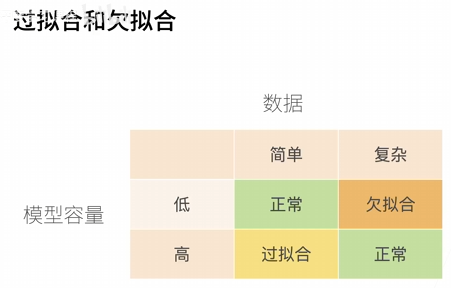 过拟合和欠拟合
数据
简单 复杂
模型容量
低 正常 欠拟合
高 过拟合 正常